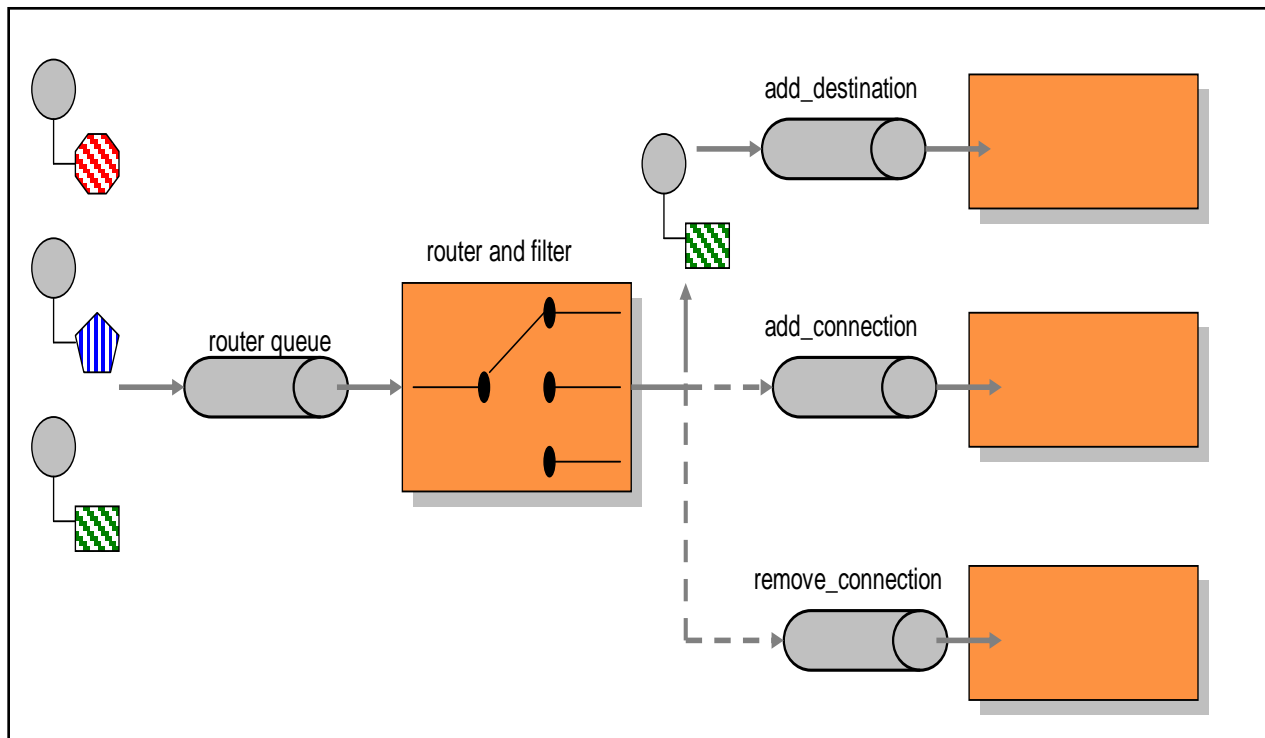 add_destination
router and filter
add_connection
router queue
remove_connection